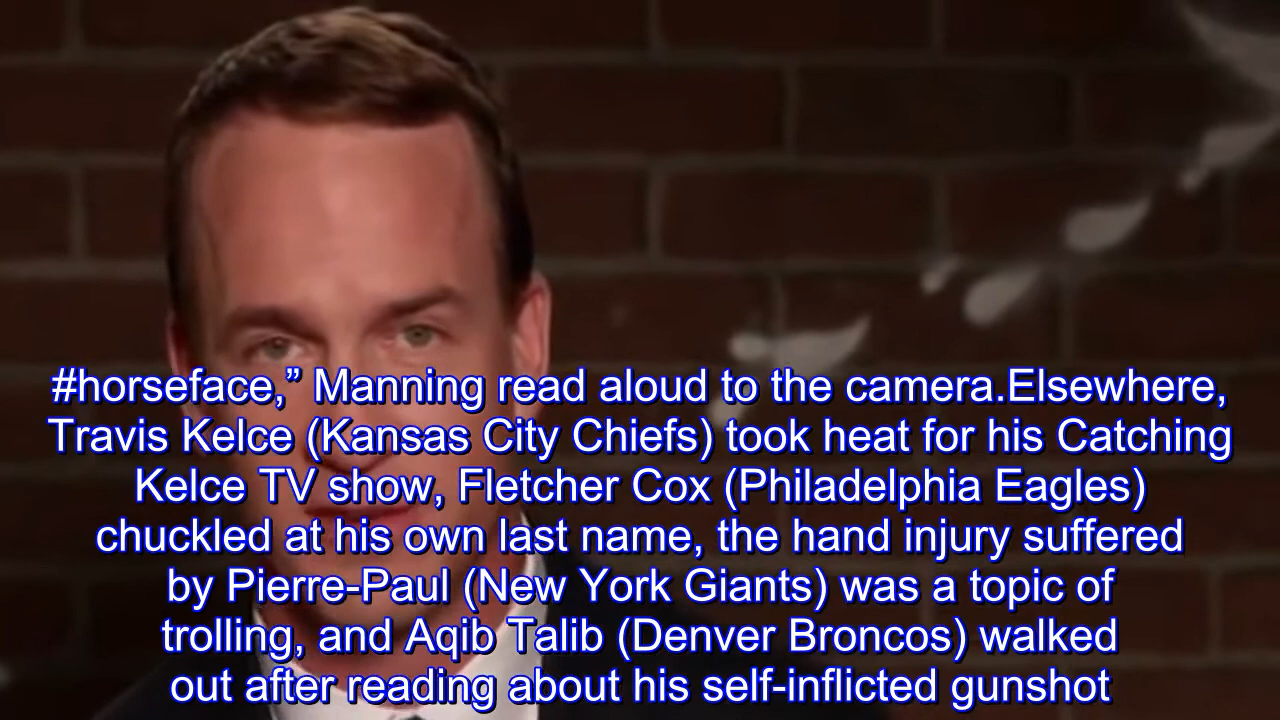 #horseface,” Manning read aloud to the camera.Elsewhere,
Travis Kelce (Kansas City Chiefs) took heat for his Catching
Kelce TV show, Fletcher Cox (Philadelphia Eagles)
chuckled at his own last name, the hand injury suffered
by Pierre-Paul (New York Giants) was a topic of
trolling, and Aqib Talib (Denver Broncos) walked
out after reading about his self-inflicted gunshot